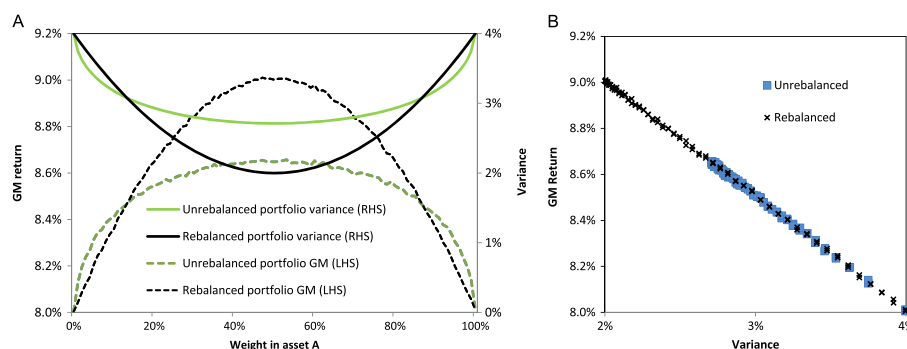 A
GM return
9.2%
9.0%
8.8%
8.6%
8.4%
8.2%
8.0%
4%
3%
2%
1%
0%
Variance
Unrebalanced portfolio variance (RHS)
Rebalanced portfolio variance (RHS)
Unrebalanced portfolio GM (LHS)
Rebalanced portfolio GM (LHS)
0% 20% 40% 60% 80% 100%
Weight in asset A
B
GM Return
9.2%
9.0%
8.8%
8.6%
8.4%
8.2%
8.0%
Unrebalanced
Rebalanced
2% 3% 4%
Variance